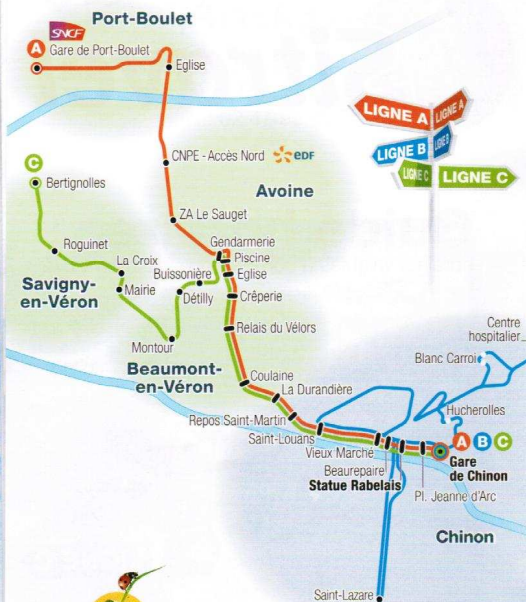 Port-Boulet
SNCF
A Gare de Port-Boulet
Eglise
LIGNE A LIGNE A
CNPE - Accès Nord eDF
LIGNE B LIGNE B
C
LIGNE C LIGNE C
Bertignolles
Avoine
ZA Le Sauget
Gendarmerie
Roguinet
Piscine
La Croix
Buissonière
Eglise
Savigny-
en-Véron
Mairie
Détilly
Crêperie
Relais du Vélors
Centre
hospitalier
Montour
Blanc Carroi
Beaumont-
en-Véron
Coulaine
La Durandière
Hucherolles
Repos Saint-Martin
Saint-Louans
A B C
Vieux Marché
Gare
de Chinon
Beaurepaire
Statue Rabelais
Pl. Jeanne d'Arc
Chinon
Saint-Lazare